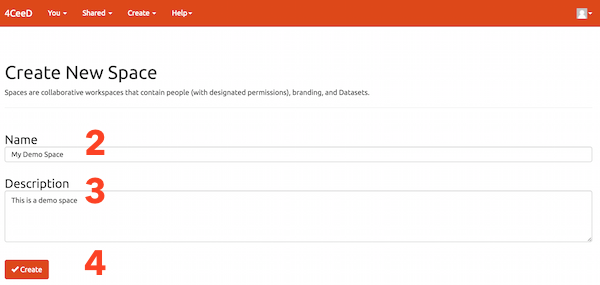 4CeeD You Shared Create Help
Create New Space
Spaces are collaborative workspaces that contain people (with designated permissions), branding, and Datasets.
Name 2
My Demo Space
Description 3
This is a demo space
Create 4